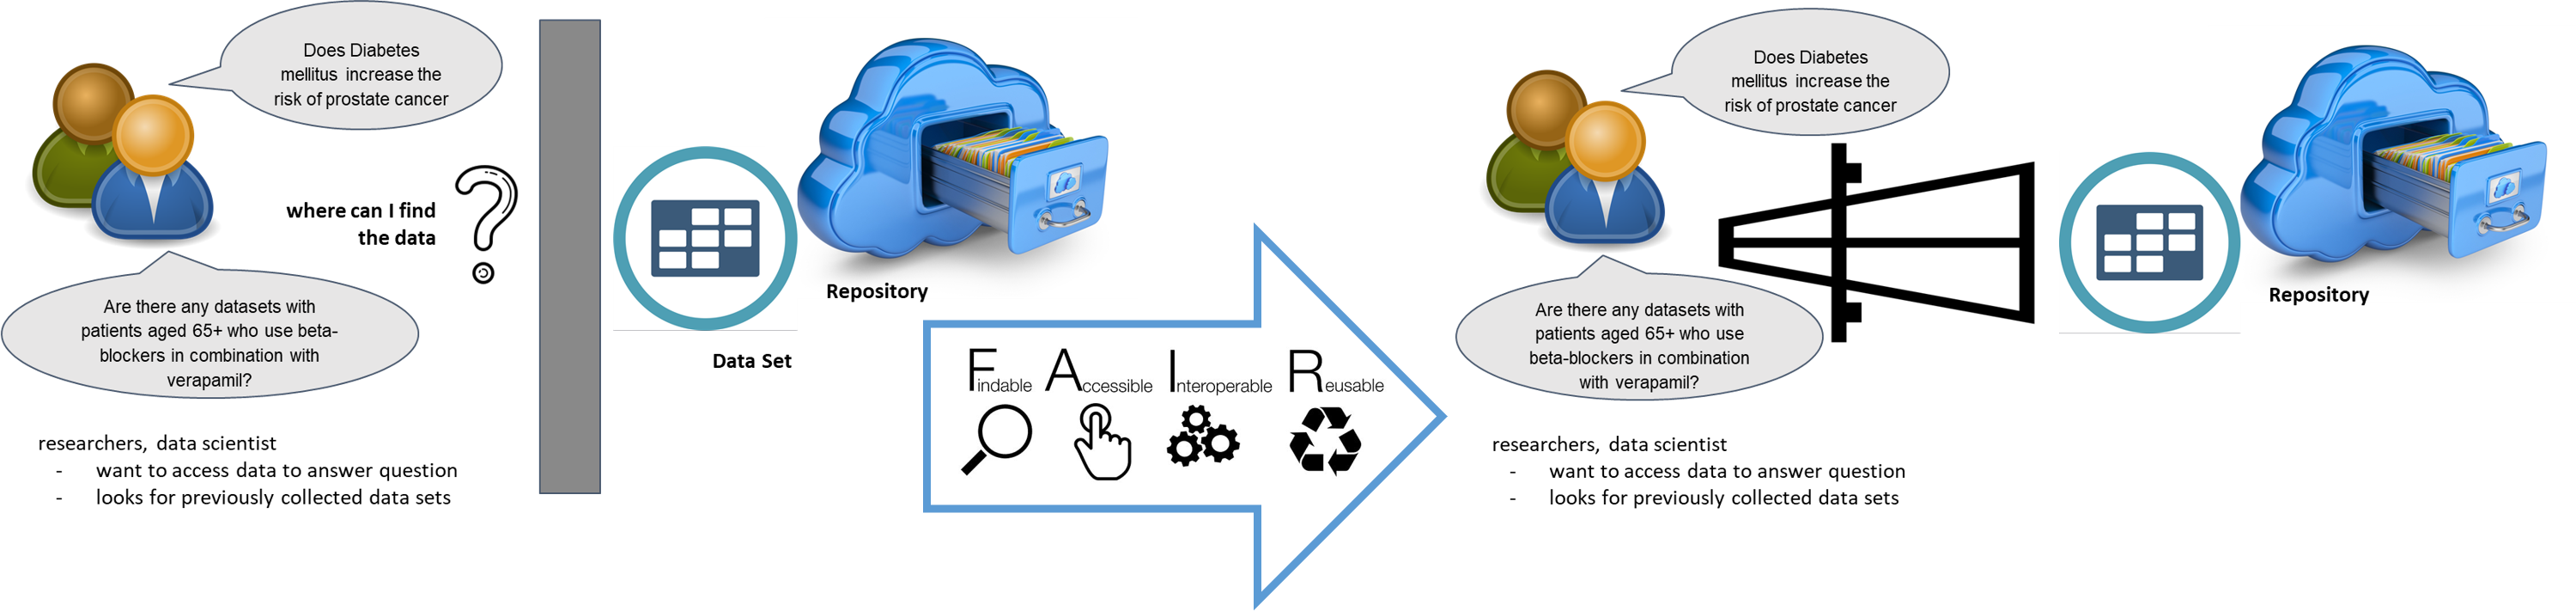 Does Diabetes
mellitus increase the
risk of prostate cancer
where can I find
the data
Are there any datasets with
patients aged 65+ who use beta-
blockers in combination with
verapamil?
researchers, data scientist
- want to access data to answer question
- looks for previously collected data sets
Data Set
Repository
Findable Accessible Interoperable Reusable
Does Diabetes
mellitus increase the
risk of prostate cancer
Are there any datasets with
patients aged 65+ who use
beta-blockers in combination
with verapamil?
researchers, data scientist
- want to access data to answer question
- looks for previously collected data sets
Repository